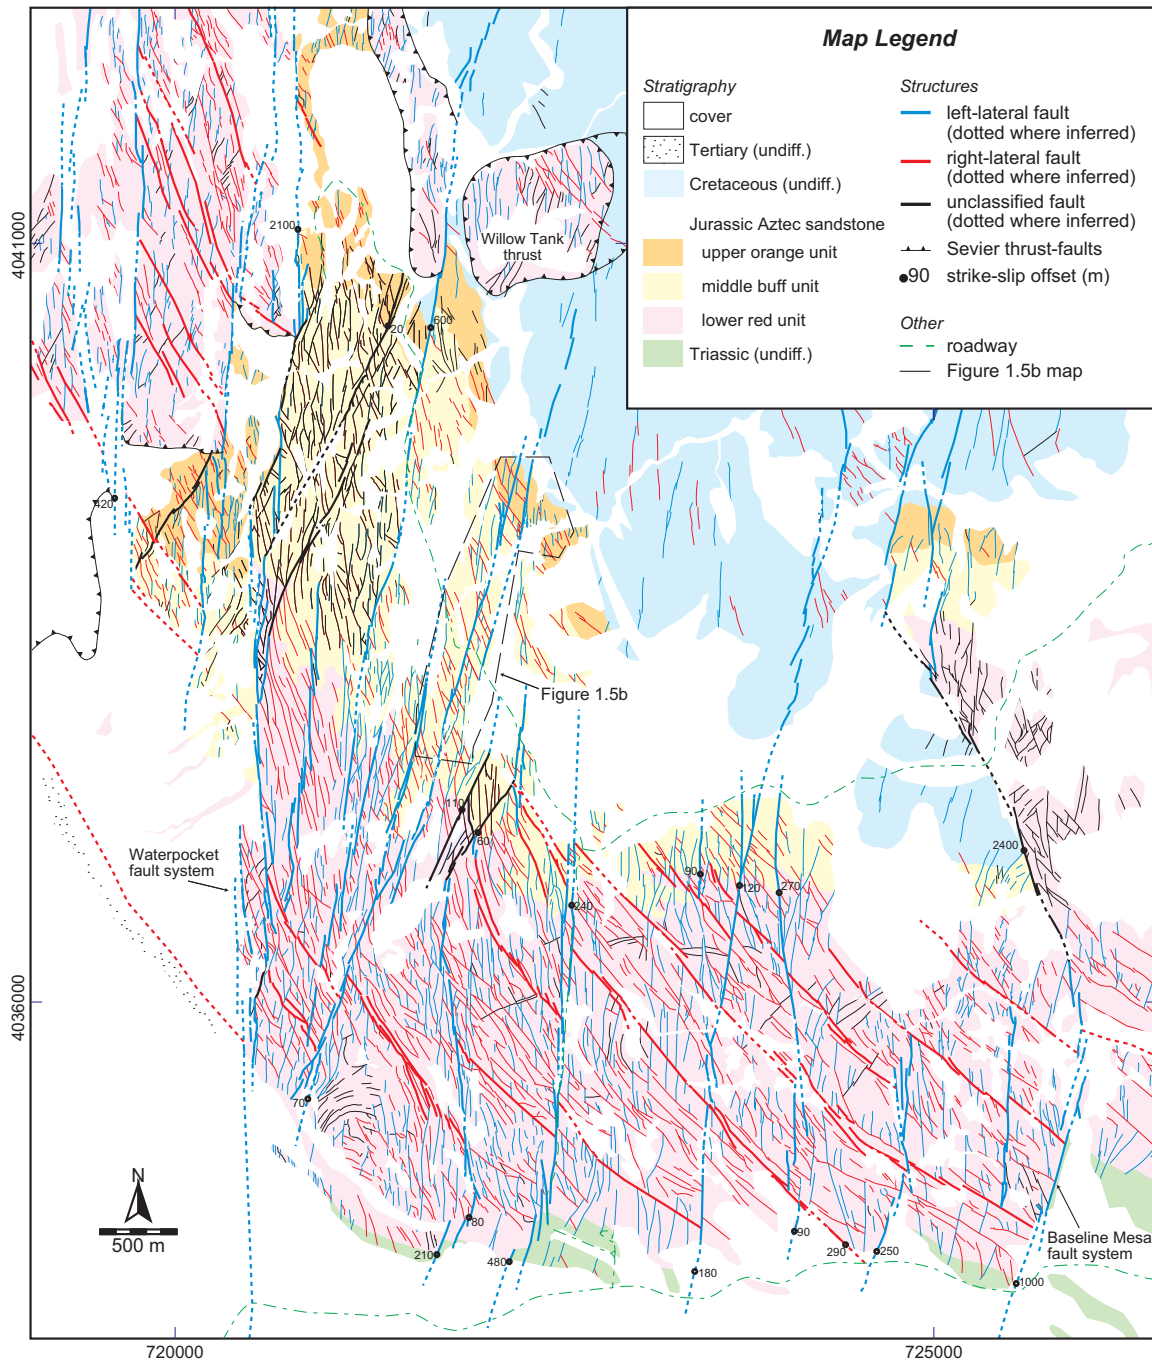 Map Legend
Stratigraphy
cover
Tertiary (undiff.)
Cretaceous (undiff.)
Jurassic Aztec sandstone
upper orange unit
middle buff unit
lower red unit
Triassic (undiff.)
Structures
left-lateral fault
(dotted where inferred)
right-lateral fault
(dotted where inferred)
unclassified fault
(dotted where inferred)
Sevier thrust-faults
90 strike-slip offset (m)
Other
roadway
Figure 1.5b map
4041000
2100
Willow Tank
thrust
20
600
420
Figure 1.5b
110
60
Waterpocket
fault system
2400
90
120
270
240
4036000
70
N
500 m
80
210
480
180
90
290
250
1000
Baseline Mesa
fault system
720000
725000